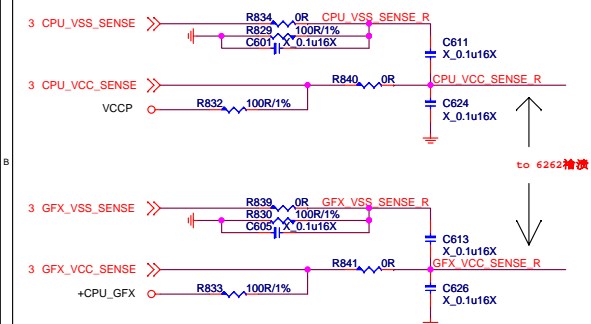 R834 0R CPU_VSS_SENSE_R
3 CPU_VSS_SENSE
R829 100R/1%
C601 X_0.1u16X
C611
X_0.1u16X
3 CPU_VCC_SENSE
R840 0R
CPU_VCC_SENSE_R
VCCP
R832 100R/1%
C624
X_0.1u16X
B
to 6262
R839 0R GFX_VSS_SENSE_R
3 GFX_VSS_SENSE
R830 100R/1%
C605 X_0.1u16X
C613
X_0.1u16X
3 GFX_VCC_SENSE
R841 0R
GFX_VCC_SENSE_R
+CPU_GFX
R833 100R/1%
C626
X_0.1u16X